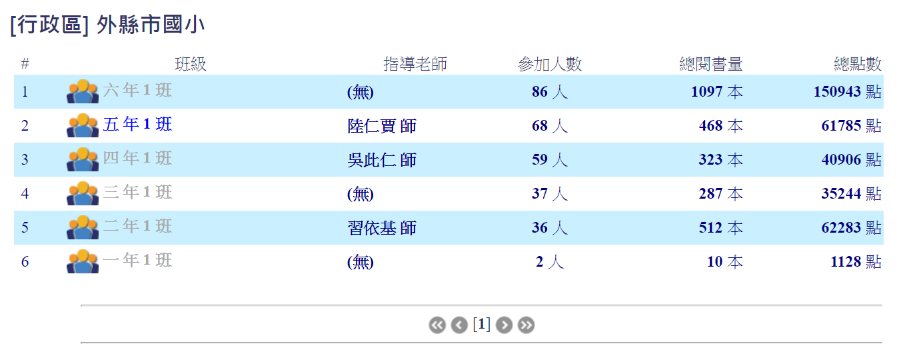 [行政區] 外縣市國小
# 班級 指導老師 參加人數 總閱書量 總點數
1 六年1班 (無) 86 人 1097 本 150943 點
2 五年1班 陸仁賈 師 68 人 468 本 61785 點
3 四年1班 吳此仁 師 59 人 323 本 40906 點
4 三年1班 (無) 37 人 287 本 35244 點
5 二年1班 習依基 師 36 人 512 本 62283 點
6 一年1班 (無) 2 人 10 本 1128 點
[1]